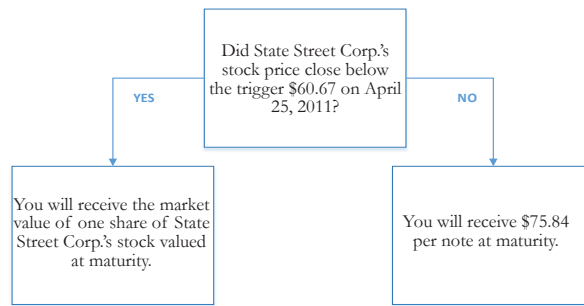 Did State Street Corp.'s
stock price close below
the trigger $60.67 on April
25, 2011?
YES
NO
You will receive the market
value of one share of State
Street Corp.'s stock valued
at maturity.
You will receive $75.84
per note at maturity.